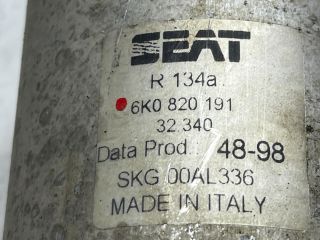 SEAT
R 134a
6K0 820 191
32.340
Data Prod. 48-98
SKG 00AL336
MADE IN ITALY